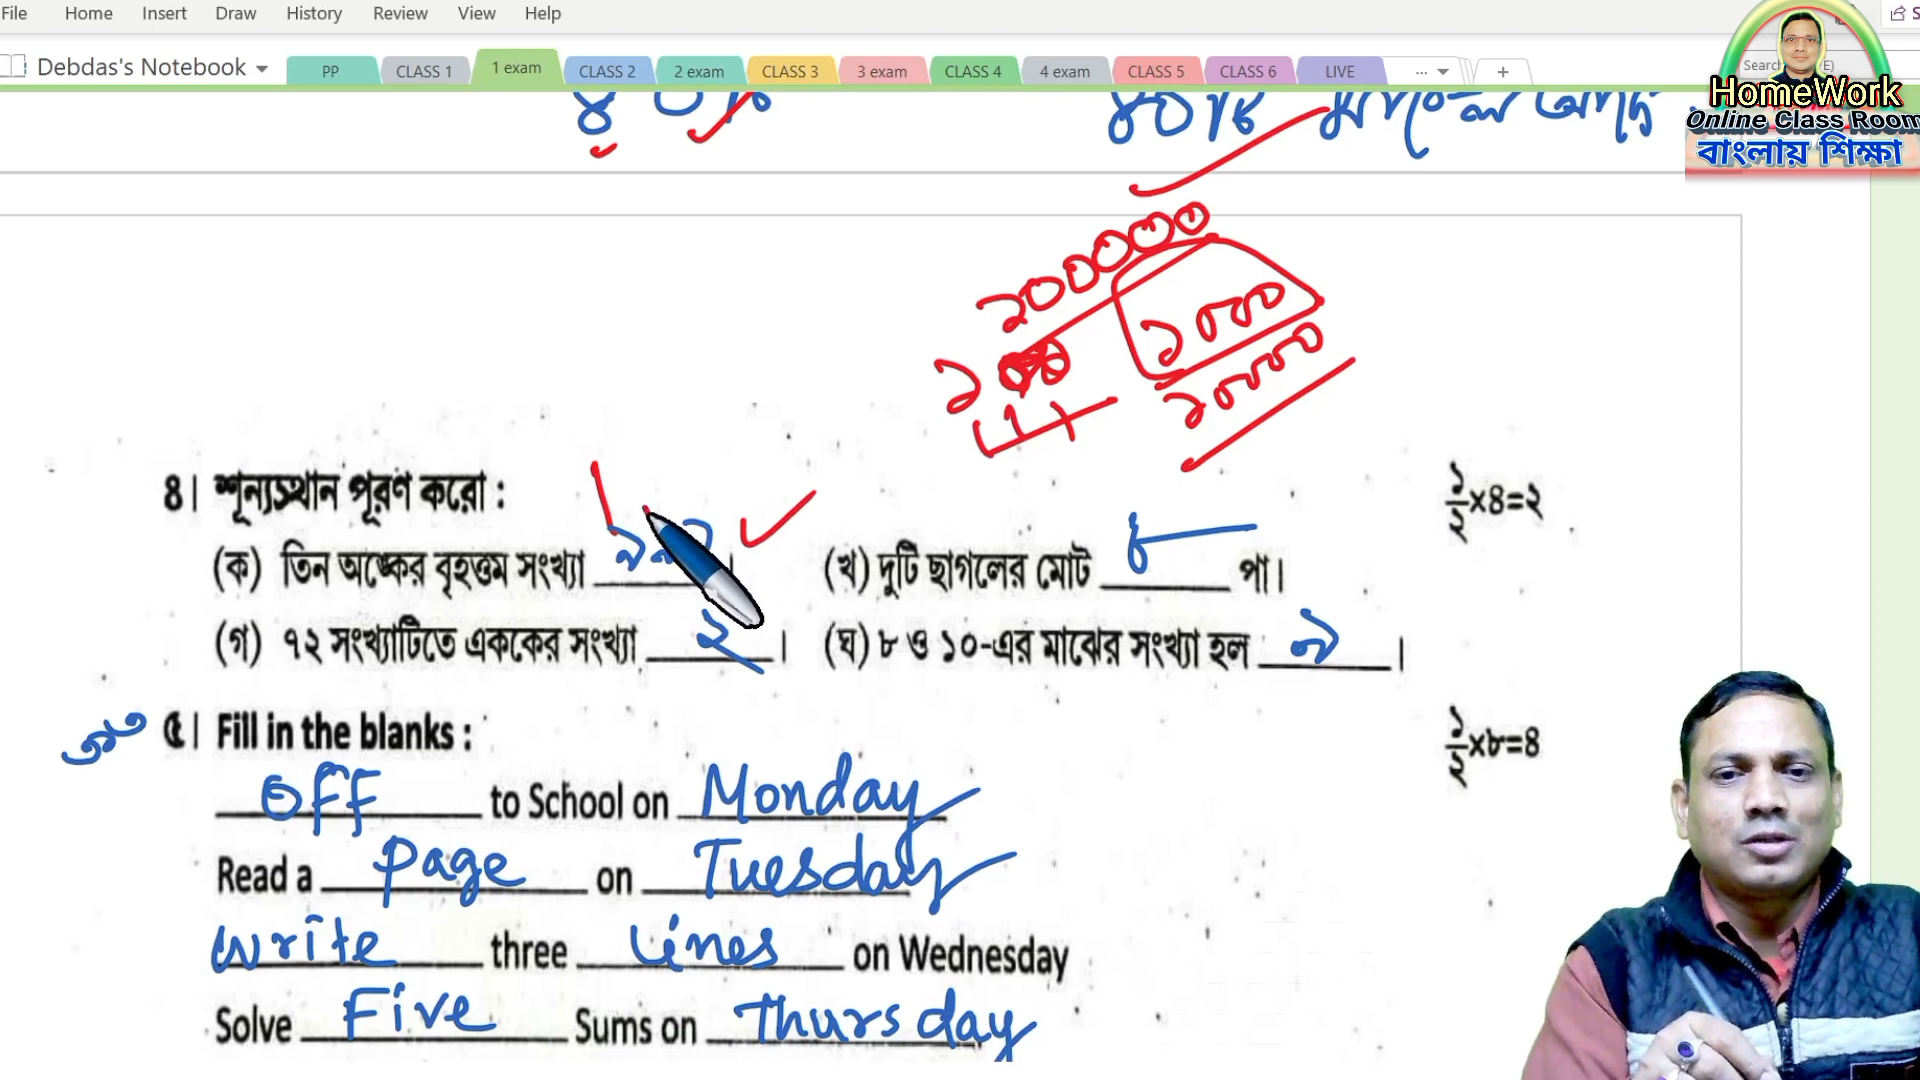 File Home Insert Draw History Review View Help
Debdas's Notebook PP CLASS 1 1 exam CLASS 2 2 exam CLASS 3 3 exam CLASS 4 4 exam CLASS 5 CLASS 6 LIVE ... +
HomeWork
Online Class Room
বাংলায় শিক্ষা
২০০০০০
১০০০
১০০০০
৪। শূন্যস্থান পূরণ করো : ১/২×৪=২
(ক) তিন অঙ্কের বৃহত্তম সংখ্যা । (খ) দুটি ছাগলের মোট ৮ পা।
(গ) ৭২ সংখ্যাটিতে এককের সংখ্যা ২ । (ঘ) ৮ ও ১০-এর মাঝের সংখ্যা হল ৯ ।
৫। Fill in the blanks : ১/২×৮=৪
Off to School on Monday
Read a page on Tuesday
Write three lines on Wednesday
Solve Five Sums on Thursday